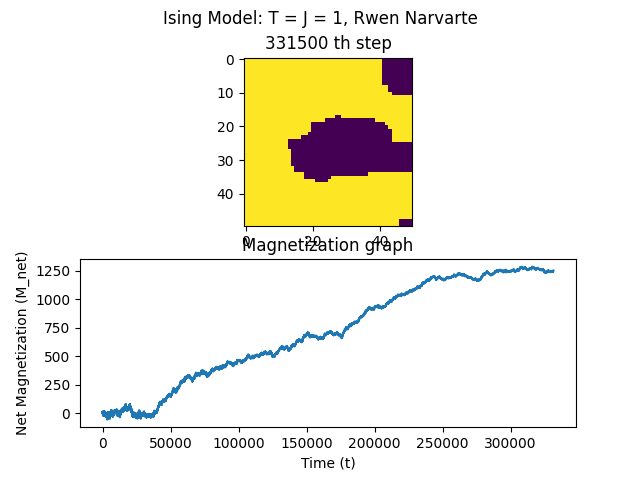 Ising Model: T = J = 1, Rwen Narvarte
331500 th step
0
10
20
30
40
0 20 40
Magnetization graph
Net Magnetization (M_net)
1250
1000
750
500
250
0
0 50000 100000 150000 200000 250000 300000
Time (t)